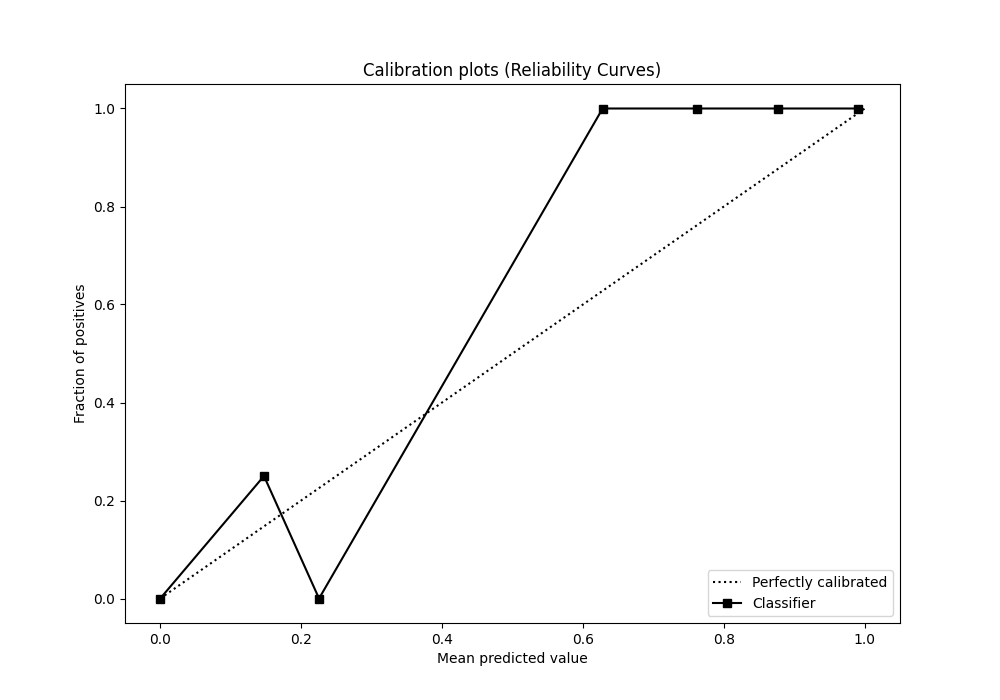 Calibration plots (Reliability Curves)
1.0
0.8
0.6
0.4
0.2
0.0
Fraction of positives
0.0 0.2 0.4 0.6 0.8 1.0
Mean predicted value
Perfectly calibrated
Classifier